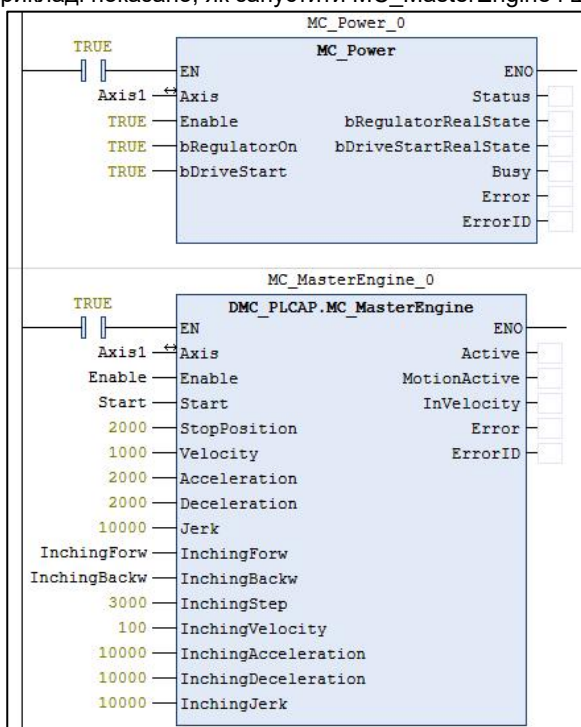 рикладі показано, як запустити MC_MasterEngine і
MC_Power_0
TRUE
MC_Power
EN ENO
Axis1 Axis Status
TRUE Enable bRegulatorRealState
TRUE bRegulatorOn bDriveStartRealState
TRUE bDriveStart Busy
Error
ErrorID
MC_MasterEngine_0
TRUE
DMC_PLCAP.MC_MasterEngine
EN ENO
Axis1 Axis Active
Enable Enable MotionActive
Start Start InVelocity
2000 StopPosition Error
1000 Velocity ErrorID
2000 Acceleration
2000 Deceleration
10000 Jerk
InchingForw InchingForw
InchingBackw InchingBackw
3000 InchingStep
100 InchingVelocity
10000 InchingAcceleration
10000 InchingDeceleration
10000 InchingJerk